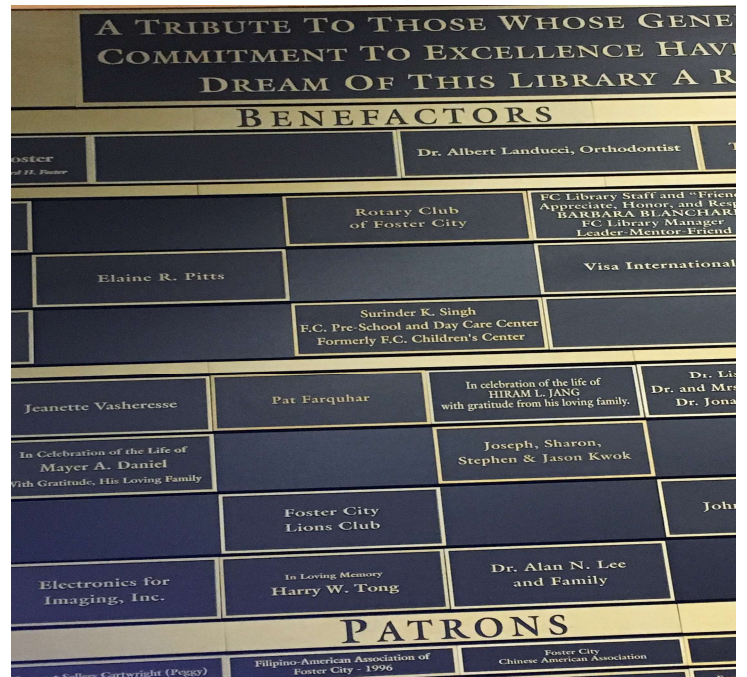 A TRIBUTE TO THOSE WHOSE
COMMITMENT TO EXCELLENCE
DREAM OF THIS LIBRARY A
BENEFACTORS
Dr. Albert Landucci, Orthodontist
Foster
Rotary Club
of Foster City
FC Library Staff and
Appreciate, Honor, and
BARBARA BLANCHARD
FC Library Manager
Leader-Mentor-Friend
Elaine R. Pitts
Visa International
Surinder K. Singh
F.C. Pre-School and Day Care Center
Formerly F.C. Children's Center
Jeanette Vasheresse
Pat Farquhar
In celebration of the life of
HIRAM L. JANG
with gratitude from his loving family.
Dr.
Dr. and
Dr.
In Celebration of the Life of
Mayer A. Daniel
With Gratitude, His Loving Family
Joseph, Sharon,
Stephen & Jason Kwok
Foster City
Lions Club
John
Electronics for
Imaging, Inc.
In Loving Memory
Harry W. Tong
Dr. Alan N. Lee
and Family
PATRONS
Cartwright (Peggy)
Filipino-American Association of
Foster City - 1996
Foster City
Chinese American Association